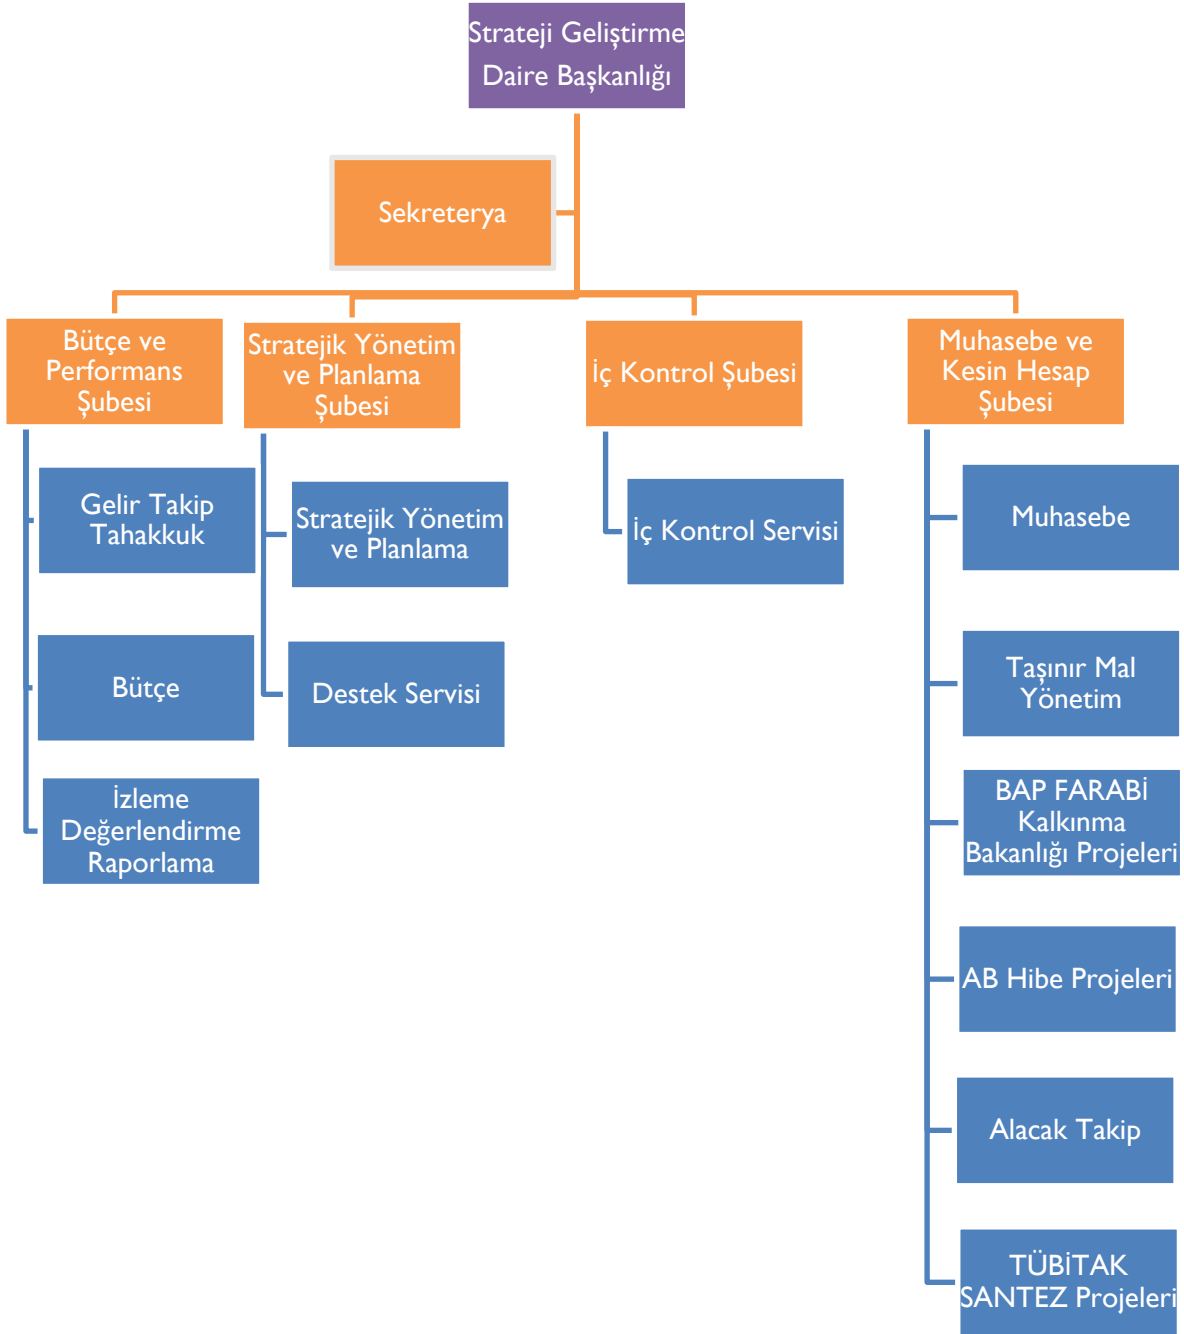 Strateji Geliştirme
Daire Başkanlığı
Sekreterya
Bütçe ve
Performans
Şubesi
Stratejik Yönetim
ve Planlama
Şubesi
İç Kontrol Şubesi
Muhasebe ve
Kesin Hesap
Şubesi
Gelir Takip
Tahakkuk
Bütçe
İzleme
Değerlendirme
Raporlama
Stratejik Yönetim
ve Planlama
Destek Servisi
İç Kontrol Servisi
Muhasebe
Taşınır Mal
Yönetim
BAP FARABİ
Kalkınma
Bakanlığı Projeleri
AB Hibe Projeleri
Alacak Takip
TÜBİTAK
SANTEZ Projeleri